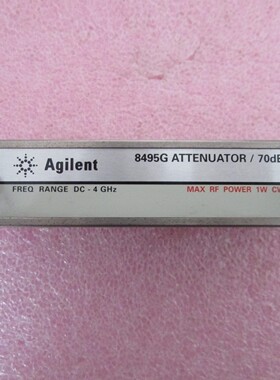 Agilent 8495G ATTENUATOR / 70dB
FREQ RANGE DC - 4 GHz MAX RF POWER 1W CW